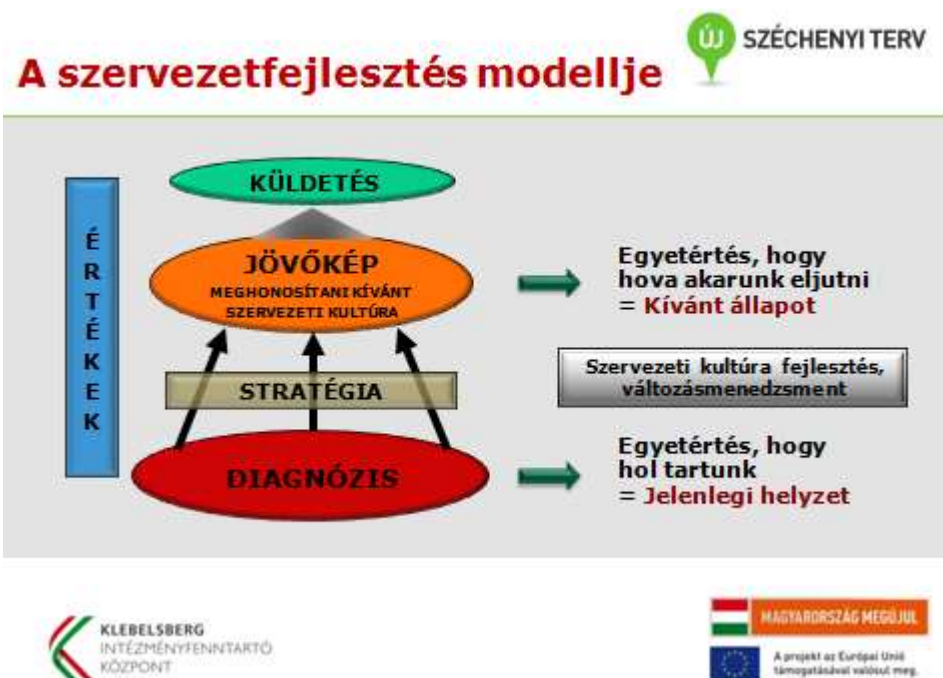 ÚJ SZÉCHENYI TERV
A szervezetfejlesztés modellje
ÉRTÉKEK
KÜLDETÉS
JÖVŐKÉP
MEGHONOSÍTANI KÍVÁNT
SZERVEZETI KULTÚRA
STRATÉGIA
DIAGNÓZIS
Egyetértés, hogy
hova akarunk eljutni
= Kívánt állapot
Szervezeti kultúra fejlesztés,
változásmenedzsment
Egyetértés, hogy
hol tartunk
= Jelenlegi helyzet
KLEBELSBERG
INTÉZMÉNYFENNTARTÓ
KÖZPONT
MAGYARORSZÁG MEGÚJUL
A projekt az Európai Unió
támogatásával valósul meg.